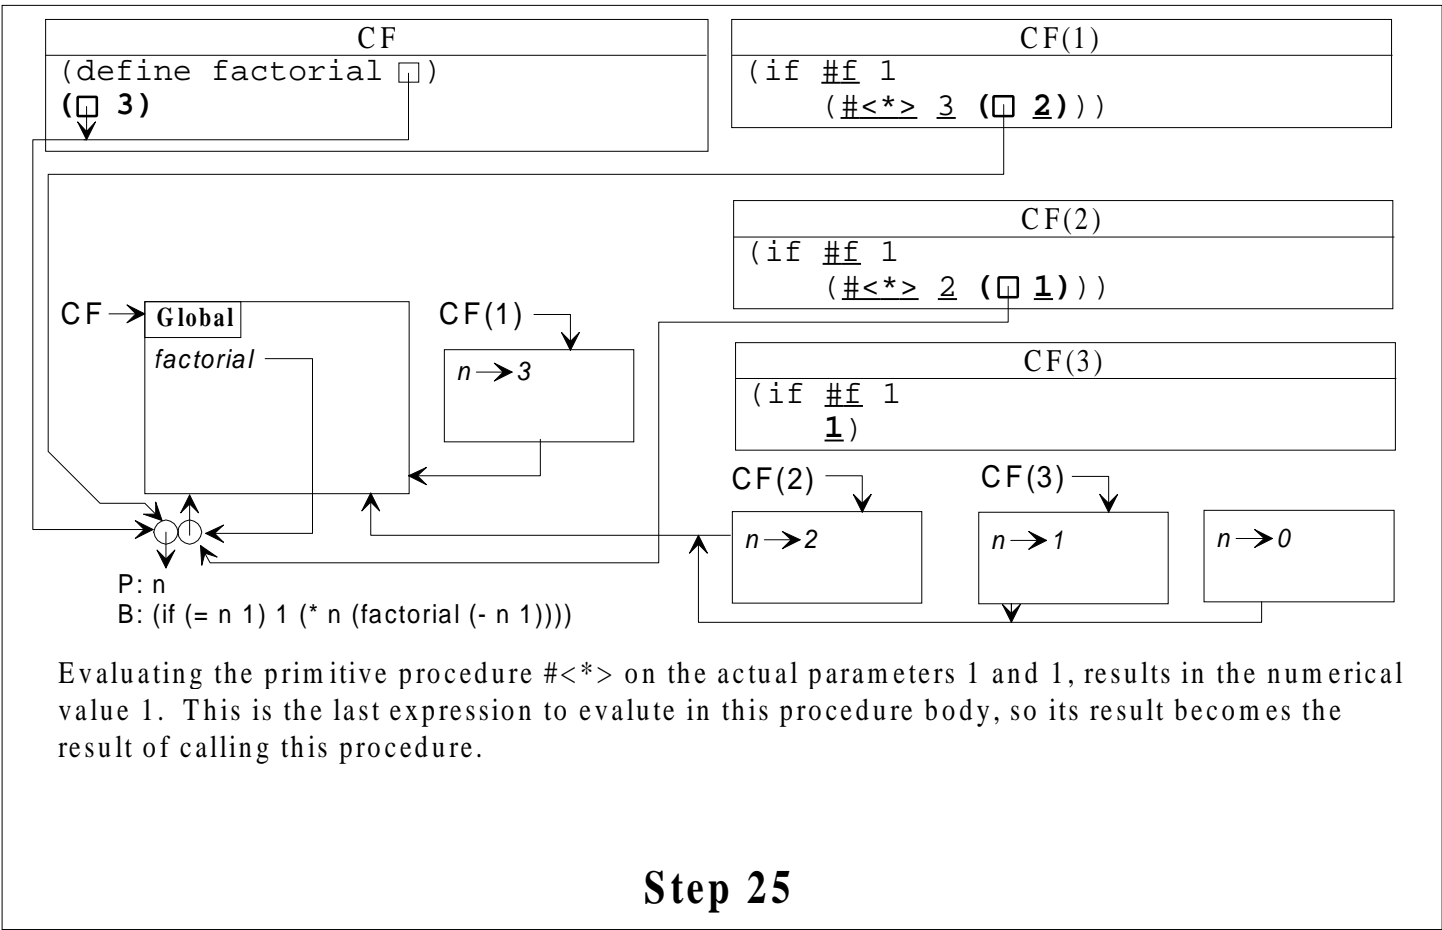 CF
(define factorial □)
(□ 3)
CF(1)
(if #f 1
(#<*> 3 (□ 2)))
CF(2)
(if #f 1
(#<*> 2 (□ 1)))
CF(3)
(if #f 1
1)
CF
Global
factorial
CF(1)
n→3
CF(2)
n→2
CF(3)
n→1
n→0
P: n
B: (if (= n 1) 1 (* n (factorial (- n 1))))
Evaluating the primitive procedure #<*> on the actual parameters 1 and 1, results in the numerical
value 1. This is the last expression to evalute in this procedure body, so its result becomes the
result of calling this procedure.
Step 25